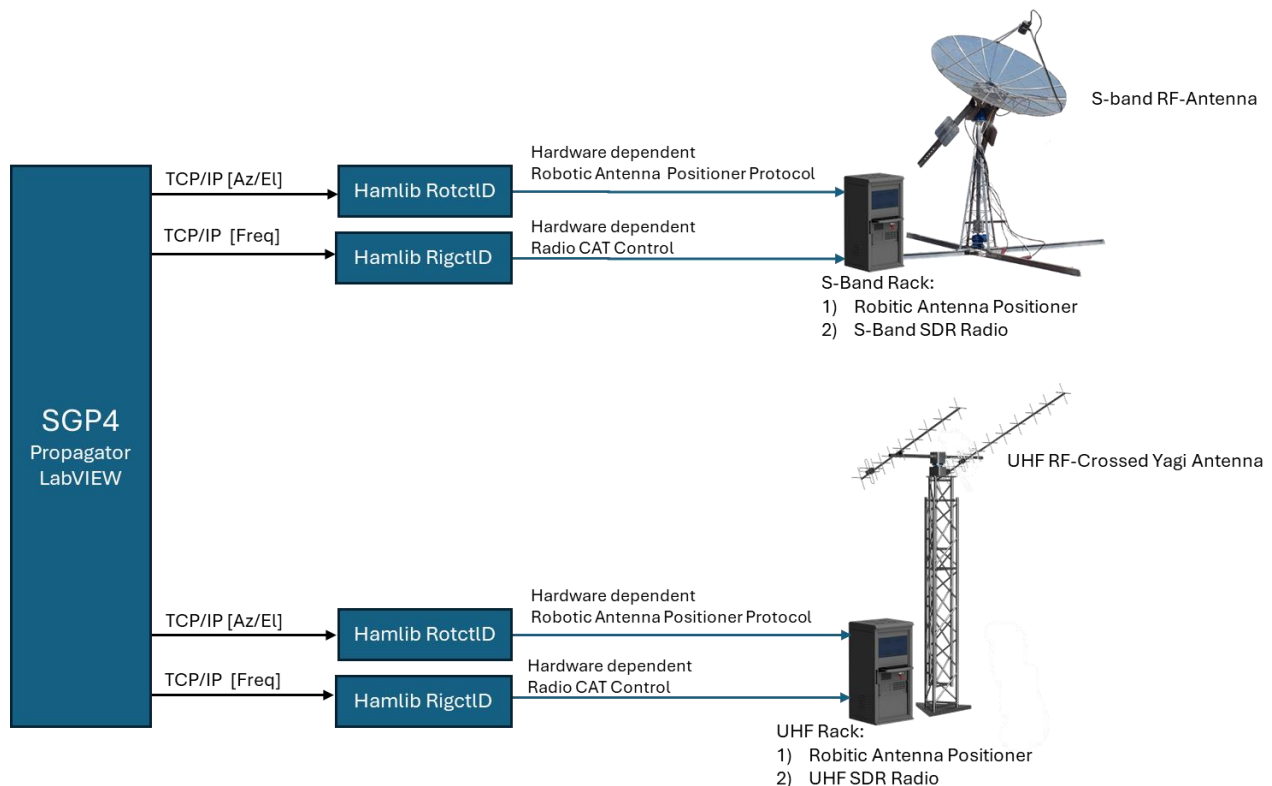 S-band RF-Antenna
TCP/IP [Az/El]
Hamlib RotctlD
Hardware dependent
Robotic Antenna Positioner Protocol
TCP/IP [Freq]
Hamlib RigctlD
Hardware dependent
Radio CAT Control
S-Band Rack:
1) Robitic Antenna Positioner
2) S-Band SDR Radio
SGP4
Propagator
LabVIEW
UHF RF-Crossed Yagi Antenna
TCP/IP [Az/El]
Hamlib RotctlD
Hardware dependent
Robotic Antenna Positioner Protocol
TCP/IP [Freq]
Hamlib RigctlD
Hardware dependent
Radio CAT Control
UHF Rack:
1) Robitic Antenna Positioner
2) UHF SDR Radio